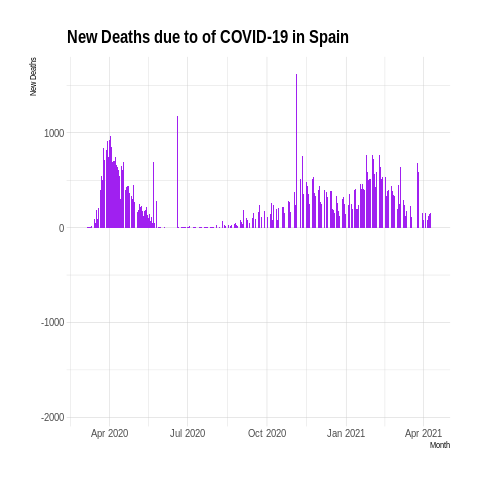 New Deaths due to of COVID-19 in Spain
New Deaths
1000
0
-1000
-2000
Apr 2020 Jul 2020 Oct 2020 Jan 2021 Apr 2021
Month